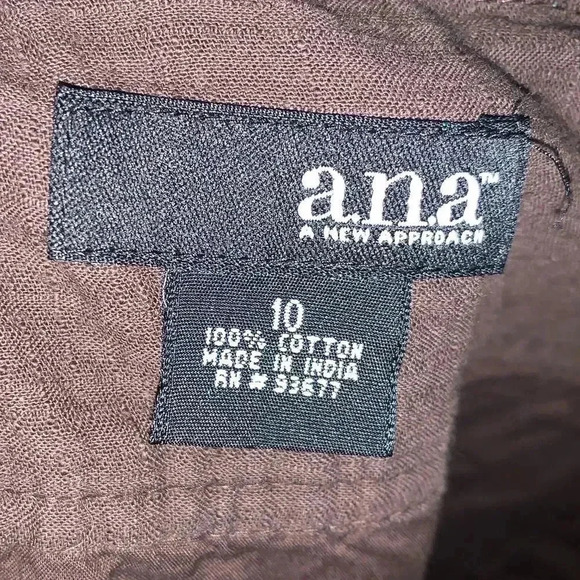 a.n.a™
A NEW APPROACH
10
100% COTTON
MADE IN INDIA
RN # 93677